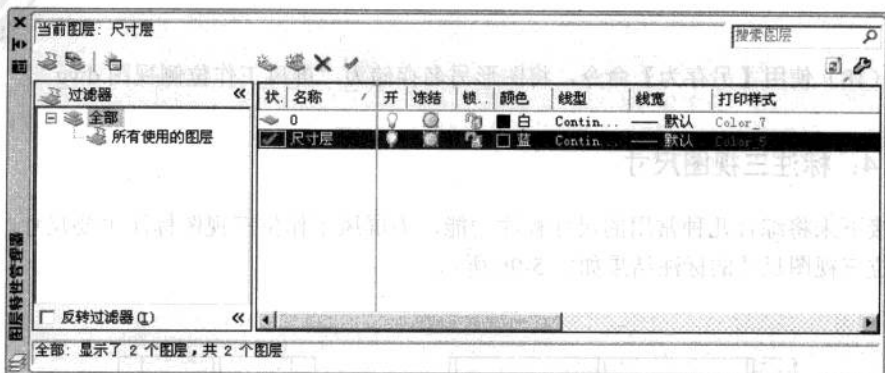 当前图层: 尺寸层
搜索图层
过滤器
全部
所有使用的图层
状. 名称 开 冻结 锁.. 颜色 线型 线宽 打印样式
0 白 Contin... 默认 Color_7
尺寸层 蓝 Contin... 默认 Color_5
反转过滤器(I)
全部: 显示了 2 个图层,共 2 个图层
图层特性管理器